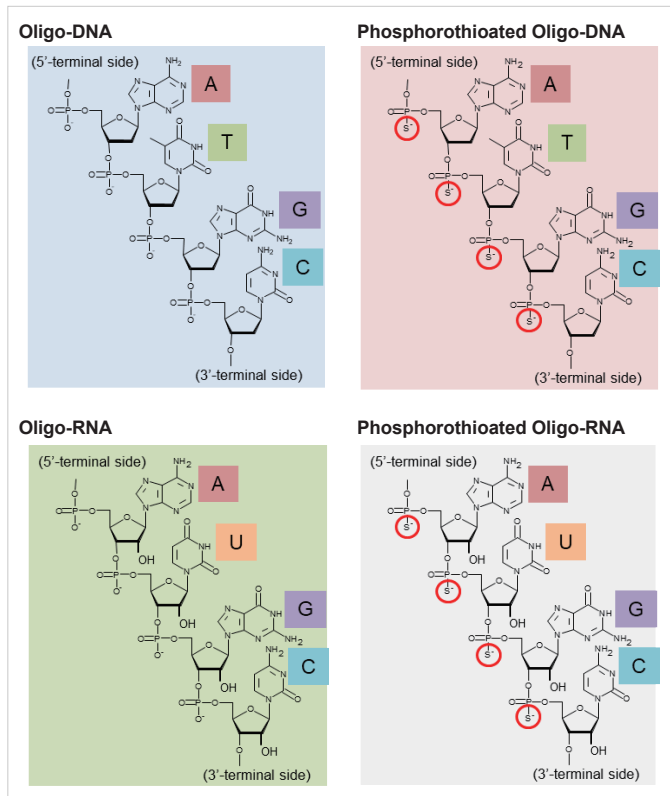 Oligo-DNA
(5'-terminal side)
A
T
G
C
(3'-terminal side)
Phosphorothioated Oligo-DNA
(5'-terminal side)
A
T
G
C
(3'-terminal side)
Oligo-RNA
(5'-terminal side)
A
U
G
C
(3'-terminal side)
Phosphorothioated Oligo-RNA
(5'-terminal side)
A
U
G
C
(3'-terminal side)